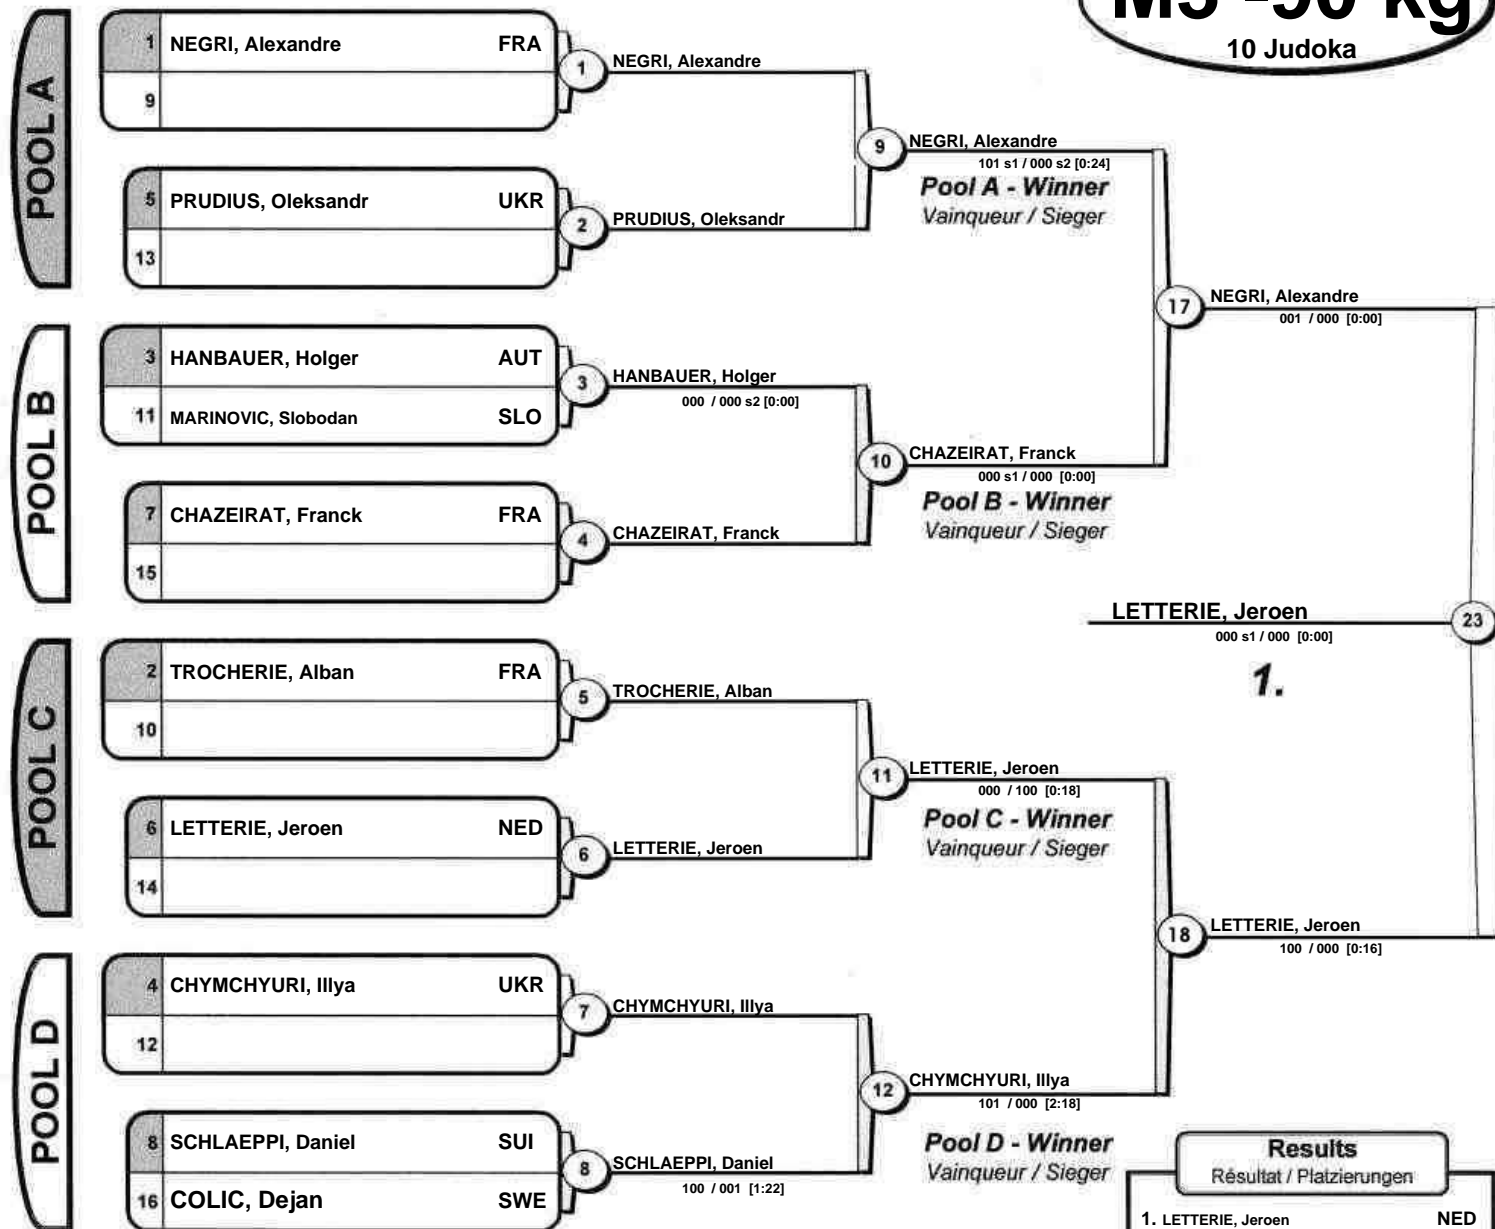 M3 -90 kg
10 Judoka
POOL A
1 NEGRI, Alexandre FRA
9
1 NEGRI, Alexandre
5 PRUDIUS, Oleksandr UKR
13
2 PRUDIUS, Oleksandr
9 NEGRI, Alexandre
101 s1 / 000 s2 [0:24]
Pool A - Winner
Vainqueur / Sieger
17 NEGRI, Alexandre
001 / 000 [0:00]
POOL B
3 HANBAUER, Holger AUT
11 MARINOVIC, Slobodan SLO
3 HANBAUER, Holger
000 / 000 s2 [0:00]
7 CHAZEIRAT, Franck FRA
15
4 CHAZEIRAT, Franck
10 CHAZEIRAT, Franck
000 s1 / 000 [0:00]
Pool B - Winner
Vainqueur / Sieger
LETTERIE, Jeroen 23
000 s1 / 000 [0:00]
1.
POOL C
2 TROCHERIE, Alban FRA
10
5 TROCHERIE, Alban
6 LETTERIE, Jeroen NED
14
6 LETTERIE, Jeroen
11 LETTERIE, Jeroen
000 / 100 [0:18]
Pool C - Winner
Vainqueur / Sieger
18 LETTERIE, Jeroen
100 / 000 [0:16]
POOL D
4 CHYMCHYURI, Illya UKR
12
7 CHYMCHYURI, Illya
8 SCHLAEPPI, Daniel SUI
16 COLIC, Dejan SWE
8 SCHLAEPPI, Daniel
100 / 001 [1:22]
12 CHYMCHYURI, Illya
101 / 000 [2:18]
Pool D - Winner
Vainqueur / Sieger
Results
Résultat / Platzierungen
1. LETTERIE, Jeroen NED